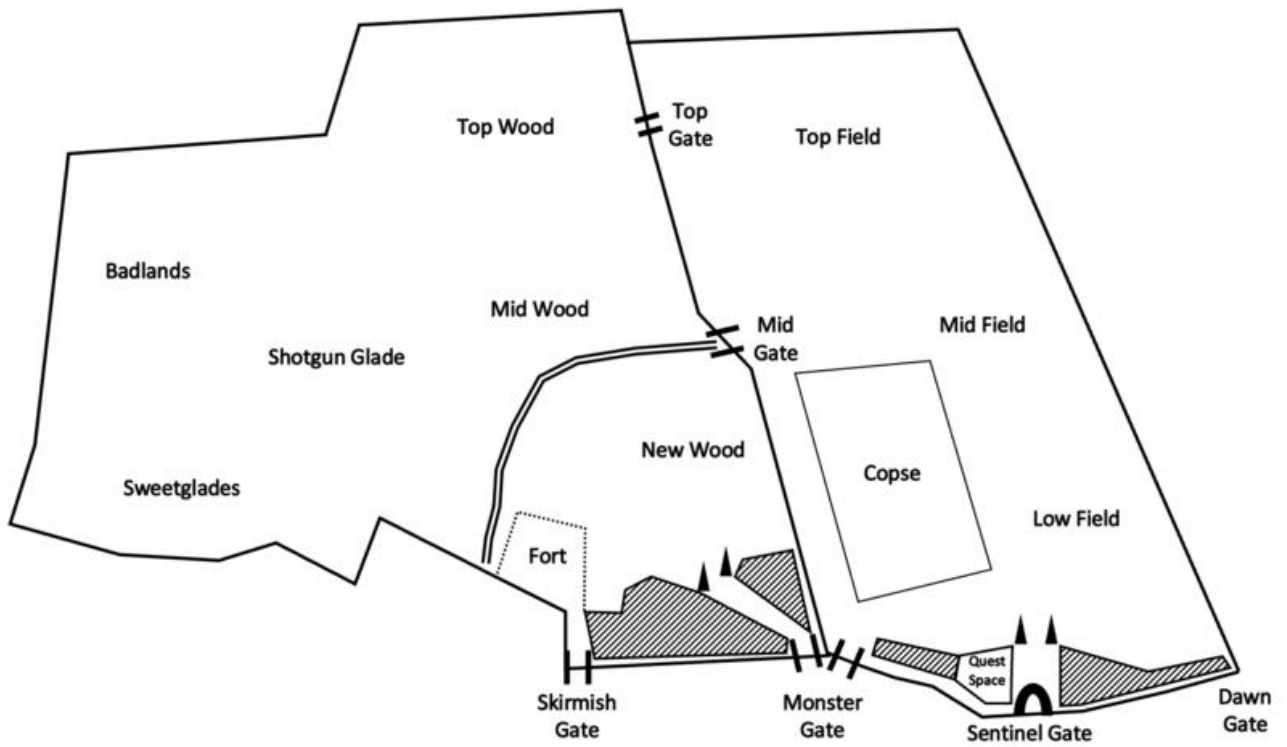 Top Wood
Top
Gate
Top Field
Badlands
Mid Wood
Mid
Gate
Mid Field
Shotgun Glade
New Wood
Copse
Sweetglades
Low Field
Fort
Quest
Space
Skirmish
Gate
Monster
Gate
Sentinel Gate
Dawn
Gate